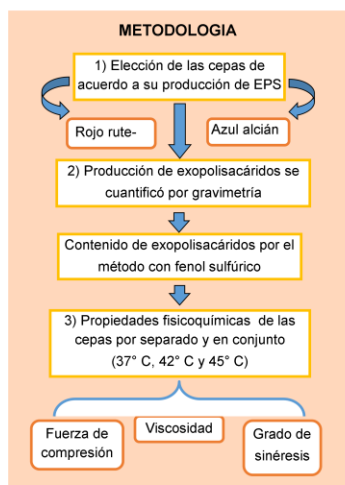 METODOLOGIA
1) Elección de las cepas de
acuerdo a su producción de EPS
Rojo rute-
Azul alcián
2) Producción de exopolisacáridos se
cuantificó por gravimetría
Contenido de exopolisacáridos por el
método con fenol sulfúrico
3) Propiedades fisicoquímicas de las
cepas por separado y en conjunto
(37° C, 42° C y 45° C)
Fuerza de
compresión
Viscosidad
Grado de
sinéresis